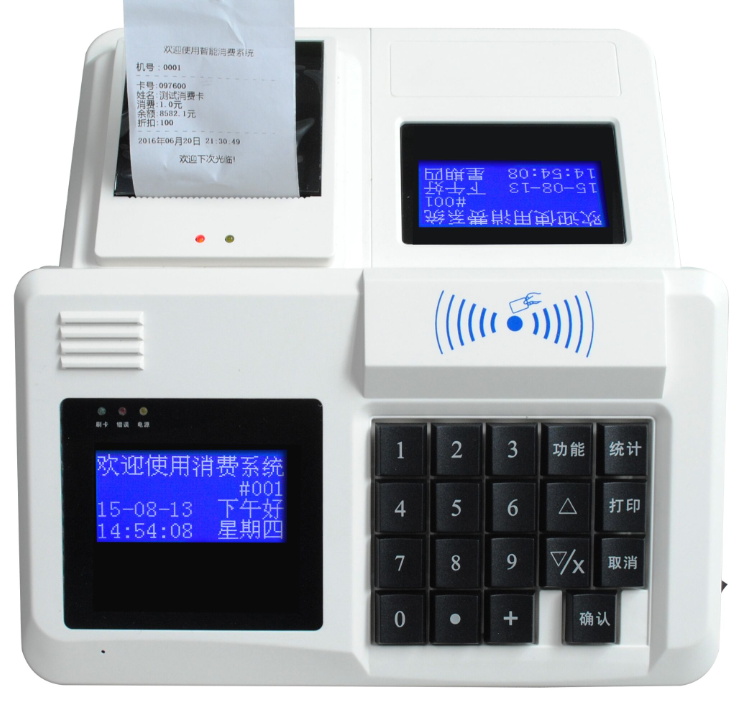 欢迎使用智能消费系统
机号:0001
卡号:097600
姓名:测试消费卡
消费:1.0元
余额:8502.1元
折扣:100
2016年06月20日 21:30:49
欢迎下次光临!
欢迎使用消费系统
#001
15-08-13 下午好
14:54:08 星期四
刷卡 错误 电源
欢迎使用消费系统
#001
15-08-13 下午好
14:54:08 星期四
1 2 3 功能 统计
4 5 6 △ 打印
7 8 9 ▽/x 取消
0 • + 确认